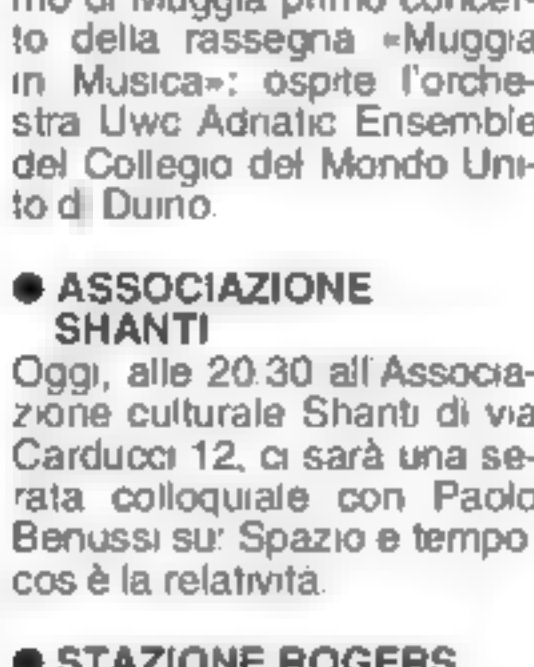 mo di Muggia primo concer-
to della rassegna «Muggia
in Musica»: ospite l'orche-
stra Uwc Adriatic Ensemble
del Collegio del Mondo Uni-
to di Duino.
● ASSOCIAZIONE
SHANTI
Oggi, alle 20.30 all'Associa-
zione culturale Shanti di via
Carducci 12, ci sarà una se-
rata colloquiale con Paolo
Benussi su: Spazio e tempo
cos'è la relatività.
● STAZIONE ROGERS